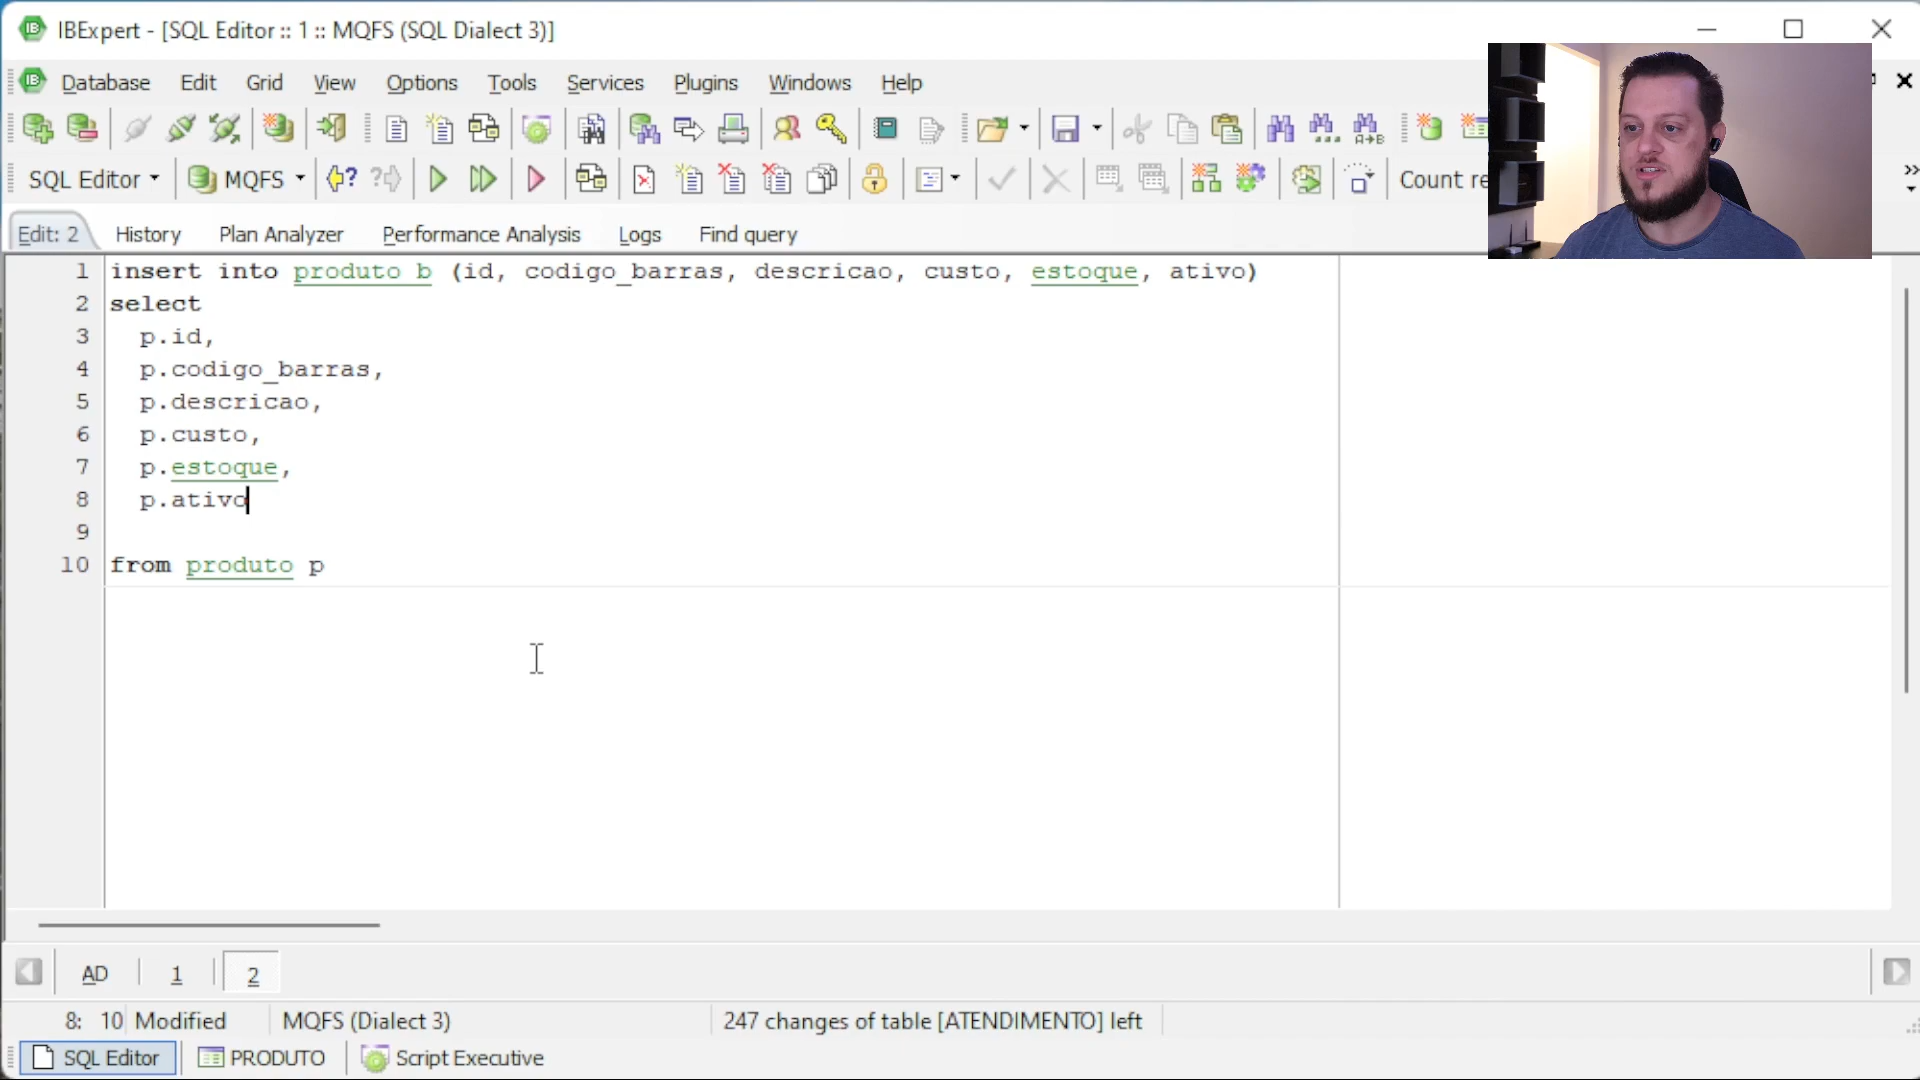 IBExpert - [SQL Editor :: 1 :: MQFS (SQL Dialect 3)]
Database Edit Grid View Options Tools Services Plugins Windows Help
SQL Editor MQFS Count re
Edit: 2 History Plan Analyzer Performance Analysis Logs Find query
1 insert into produto_b (id, codigo_barras, descricao, custo, estoque, ativo)
2 select
3 p.id,
4 p.codigo_barras,
5 p.descricao,
6 p.custo,
7 p.estoque,
8 p.ativo
9
10 from produto p
AD 1 2
8: 10 Modified MQFS (Dialect 3) 247 changes of table [ATENDIMENTO] left
SQL Editor PRODUTO Script Executive